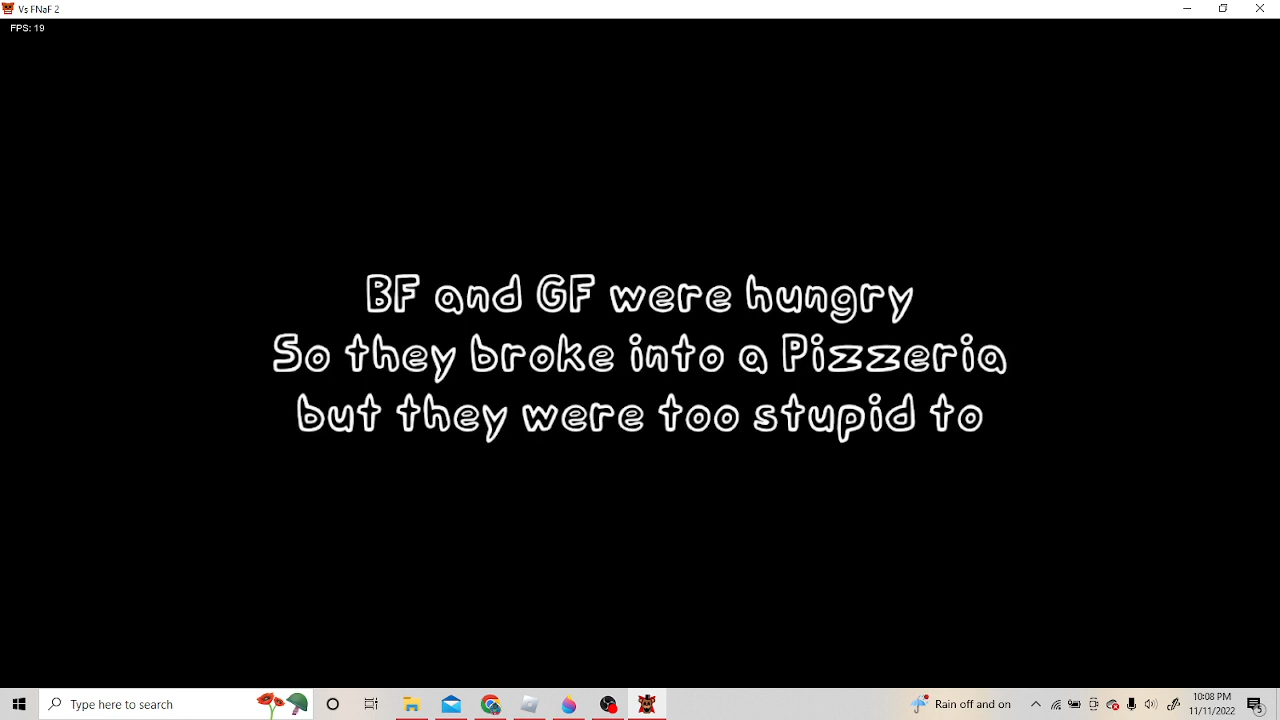 Vs FNaF 2
FPS: 19
BF and GF were hungry
So they broke into a Pizzeria
but they were too stupid to
Type here to search
Rain off and on
10:08 PM
11/11/2022
3